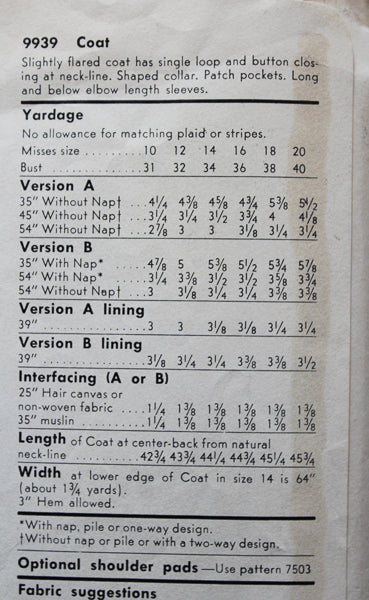 9939 Coat
Slightly flared coat has single loop and button clos-
ing at neck-line. Shaped collar. Patch pockets. Long
and below elbow length sleeves.
Yardage
No allowance for matching plaid or stripes.
Misses size .......... 10 12 14 16 18 20
Bust ................. 31 32 34 36 38 40
Version A
35" Without Nap† .. 4¼ 4⅜ 4⅝ 4¾ 5⅜ 5½
45" Without Nap† .. 3¼ 3¼ 3½ 3¾ 4 4⅛
54" Without Nap† .. 2⅞ 3 3 3⅛ 3¼ 3¼
Version B
35" With Nap* ..... 4⅞ 5 5⅜ 5½ 5¾ 5⅞
54" With Nap* ..... 3¼ 3⅜ 3½ 3½ 3⅝ 3¾
54" Without Nap† .. 3 3⅛ 3¼ 3¼ 3⅜ 3⅜
Version A lining
39" ................ 3 3 3⅛ 3⅛ 3¼ 3¼
Version B lining
39" ................ 3⅛ 3¼ 3¼ 3⅜ 3⅜ 3½
Interfacing (A or B)
25" Hair canvas or
non-woven fabric .... 1¼ 1⅜ 1⅜ 1⅜ 1⅜ 1⅜
35" muslin .......... 1¼ 1⅜ 1⅜ 1⅜ 1⅜ 1⅜
Length of Coat at center-back from natural
neck-line ..... 42¾ 43¾ 44¼ 44¾ 45¼ 45¾
Width at lower edge of Coat in size 14 is 64"
(about 1¾ yards).
3" Hem allowed.
*With nap, pile or one-way design.
†Without nap or pile or with a two-way design.
Optional shoulder pads—Use pattern 7503
Fabric suggestions